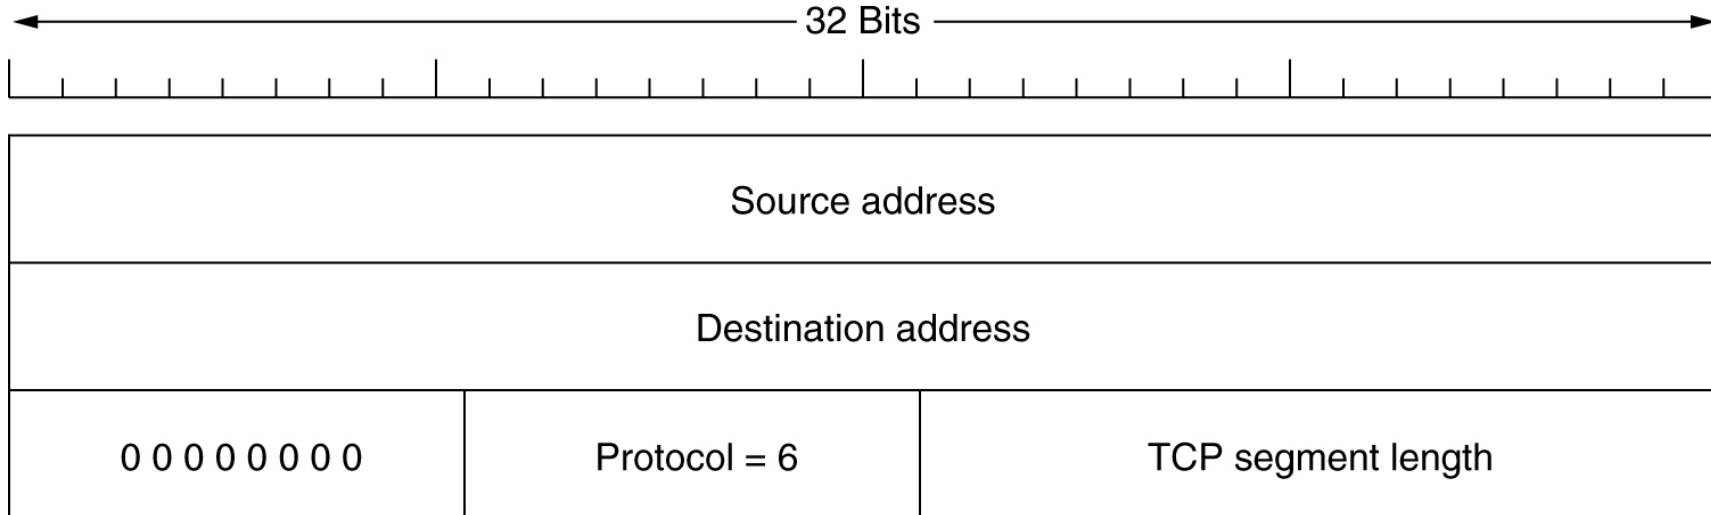 32 Bits
Source address
Destination address
0 0 0 0 0 0 0 0 Protocol = 6 TCP segment length